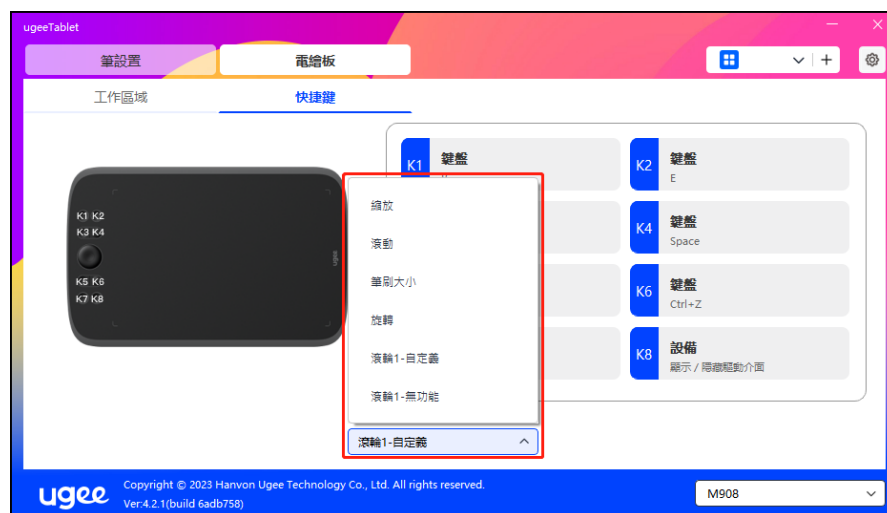 ugeeTablet
筆設置
電繪板
工作區域
快捷鍵
K1
鍵盤
K2
鍵盤
E
K4
鍵盤
Space
K6
鍵盤
Ctrl+Z
K8
設備
顯示 / 隱藏驅動介面
K1 K2
K3 K4
K5 K6
K7 K8
ugee
縮放
滾動
筆刷大小
旋轉
滾輪1-自定義
滾輪1-無功能
滾輪1-自定義
ugee
Copyright © 2023 Hanvon Ugee Technology Co., Ltd. All rights reserved.
Ver:4.2.1(build 6adb758)
M908